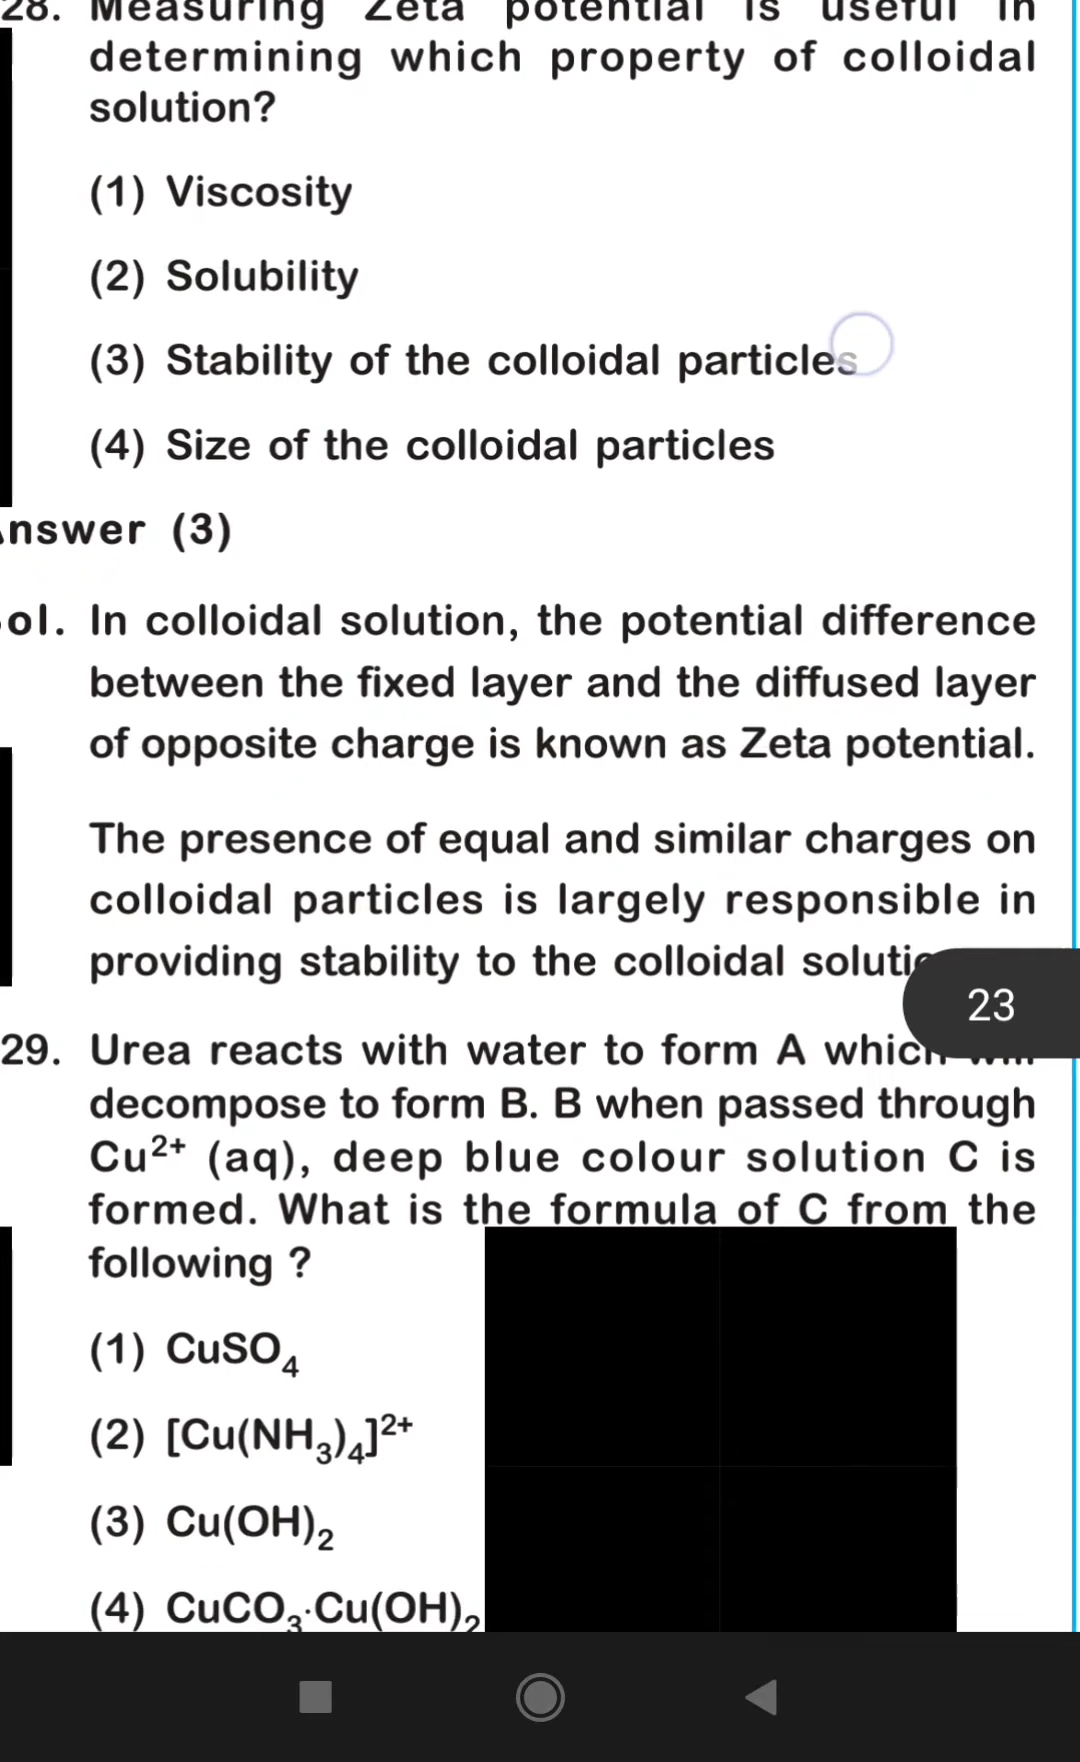 28. Measuring Zeta potential is useful in
determining which property of colloidal
solution?
(1) Viscosity
(2) Solubility
(3) Stability of the colloidal particles
(4) Size of the colloidal particles
nswer (3)
ol. In colloidal solution, the potential difference
between the fixed layer and the diffused layer
of opposite charge is known as Zeta potential.
The presence of equal and similar charges on
colloidal particles is largely responsible in
providing stability to the colloidal
23
29. Urea reacts with water to form A which will
decompose to form B. B when passed through
Cu²⁺ (aq), deep blue colour solution C is
formed. What is the formula of C from the
following ?
(1) CuSO₄
(2) [Cu(NH₃)₄]²⁺
(3) Cu(OH)₂
(4) CuCO₃·Cu(OH)₂